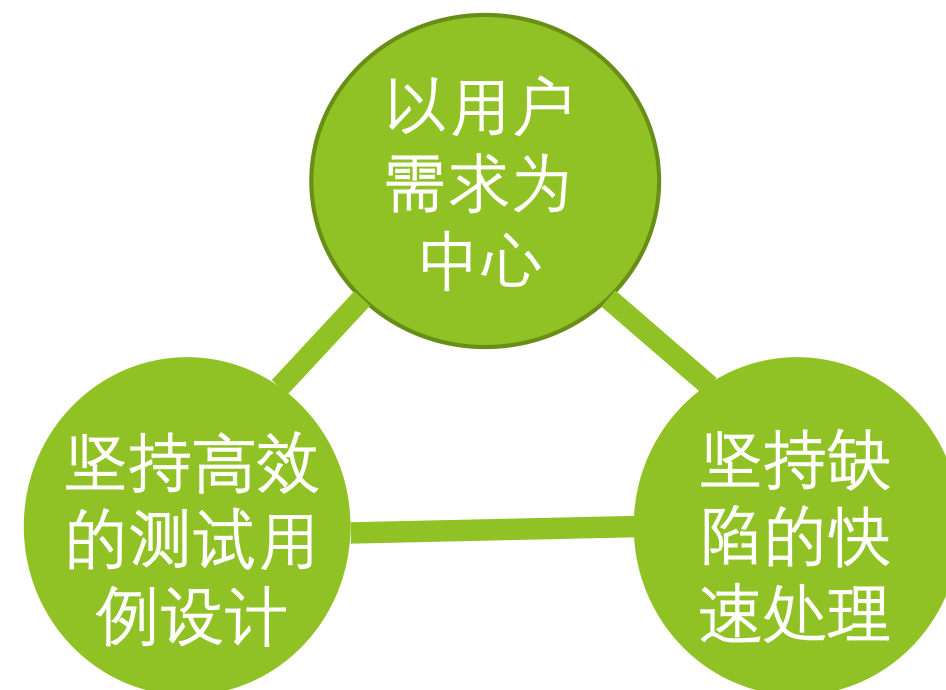 以用户
需求为
中心
坚持高效
的测试用
例设计
坚持缺
陷的快
速处理